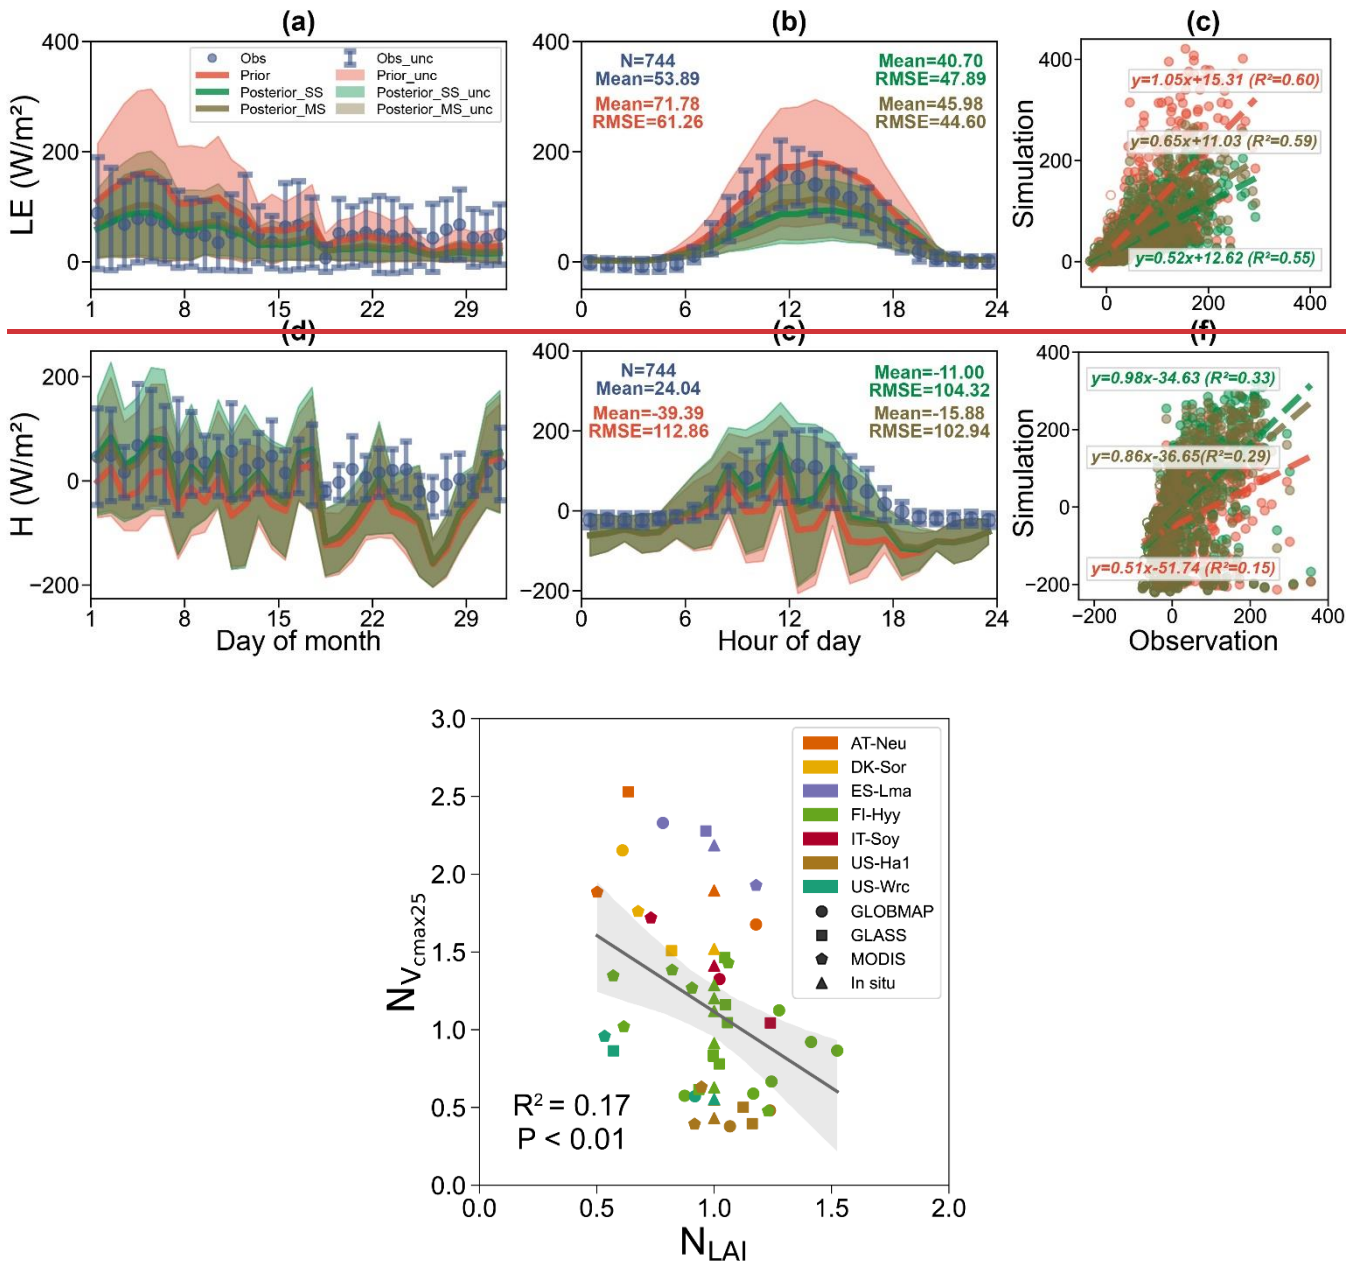 (a)
(b)
(c)
LE (W/m²)
400
200
0
Obs
Prior
Posterior_SS
Posterior_MS
Obs_unc
Prior_unc
Posterior_SS_unc
Posterior_MS_unc
1
8
15
22
29
400
200
0
N=744
Mean=53.89
Mean=71.78
RMSE=61.26
Mean=40.70
RMSE=47.89
Mean=45.98
RMSE=44.60
0
6
12
18
24
Simulation
400
200
0
y=1.05x+15.31 (R²=0.60)
y=0.65x+11.03 (R²=0.59)
y=0.52x+12.62 (R²=0.55)
0
200
400
(d)
(e)
(f)
H (W/m²)
200
0
−200
1
8
15
22
29
Day of month
400
200
0
−200
N=744
Mean=24.04
Mean=-39.39
RMSE=112.86
Mean=-11.00
RMSE=104.32
Mean=-15.88
RMSE=102.94
0
6
12
18
24
Hour of day
Simulation
400
200
0
−200
y=0.98x-34.63 (R²=0.33)
y=0.86x-36.65(R²=0.29)
y=0.51x-51.74 (R²=0.15)
−200
0
200
400
Observation
N_Vcmax25
3.0
2.5
2.0
1.5
1.0
0.5
0.0
AT-Neu
DK-Sor
ES-Lma
FI-Hyy
IT-Soy
US-Ha1
US-Wrc
GLOBMAP
GLASS
MODIS
In situ
R² = 0.17
P < 0.01
0.0
0.5
1.0
1.5
2.0
N_LAI